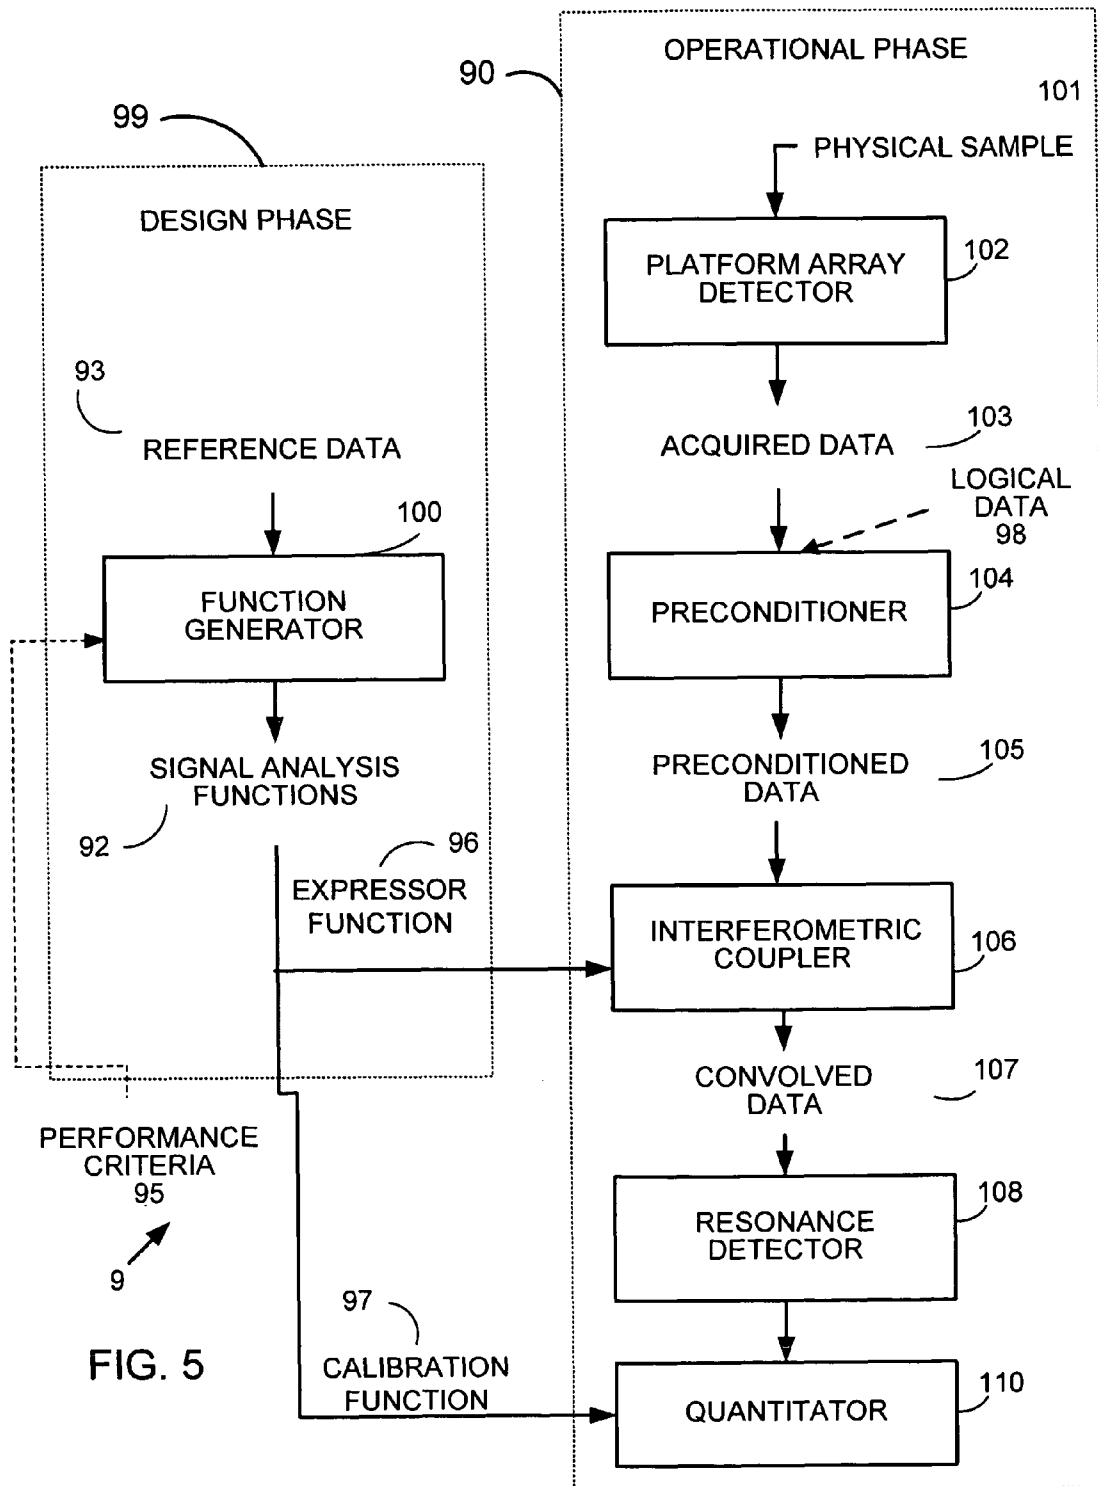 OPERATIONAL PHASE
90
101
99
PHYSICAL SAMPLE
DESIGN PHASE
PLATFORM ARRAY
DETECTOR
102
93
REFERENCE DATA
ACQUIRED DATA
103
LOGICAL
DATA
98
100
FUNCTION
GENERATOR
PRECONDITIONER
104
SIGNAL ANALYSIS
FUNCTIONS
92
PRECONDITIONED
DATA
105
96
EXPRESSOR
FUNCTION
INTERFEROMETRIC
COUPLER
106
CONVOLVED
DATA
107
PERFORMANCE
CRITERIA
95
9
RESONANCE
DETECTOR
108
97
CALIBRATION
FUNCTION
QUANTITATOR
110
FIG. 5